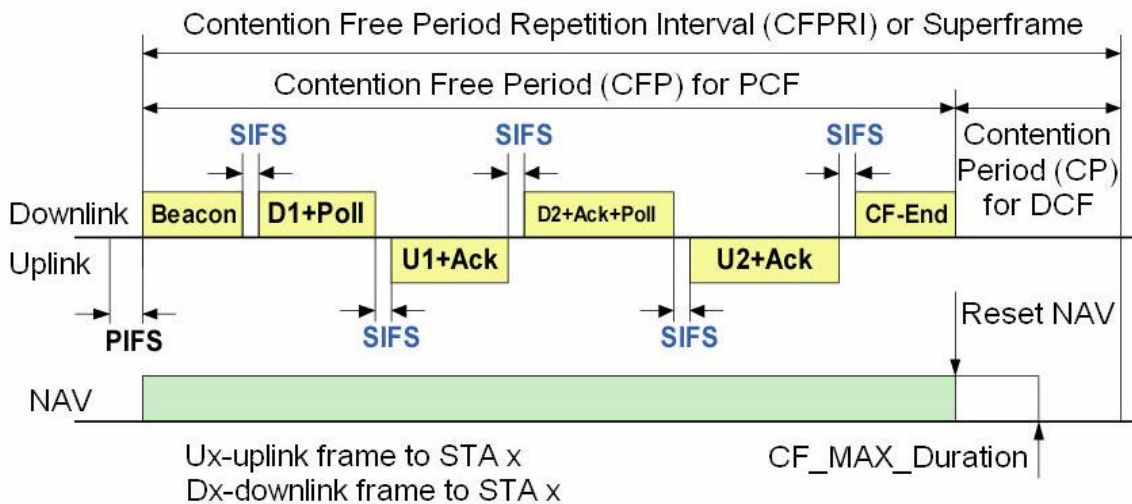 Contention Free Period Repetition Interval (CFPRI) or Superframe
Contention Free Period (CFP) for PCF
SIFS
SIFS
SIFS
Contention
Period (CP)
for DCF
Downlink
Beacon
D1+Poll
D2+Ack+Poll
CF-End
Uplink
U1+Ack
U2+Ack
PIFS
SIFS
SIFS
Reset NAV
NAV
Ux-uplink frame to STA x
Dx-downlink frame to STA x
CF_MAX_Duration